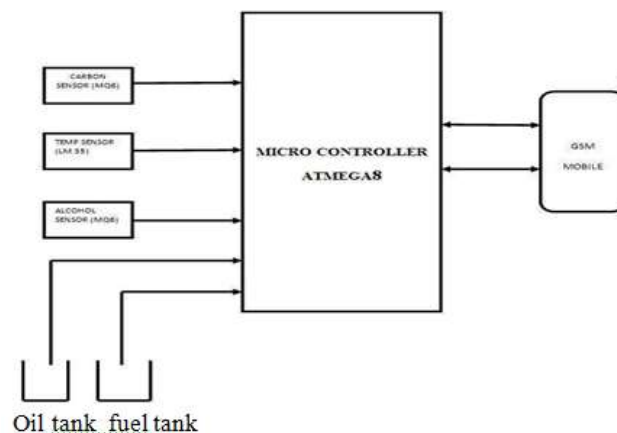 CARBON
SENSOR (MQ6)
TEMP SENSOR
(LM 35)
ALCOHOL
SENSOR (MQ6)
MICRO CONTROLLER
ATMEGA8
GSM
MOBILE
Oil tank fuel tank